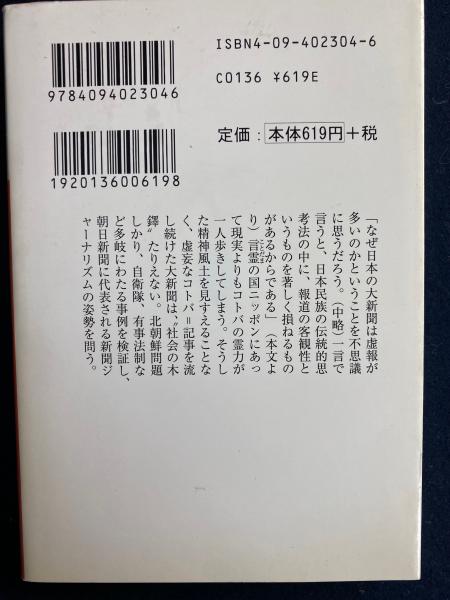 ISBN4-09-402304-6
C0136 ¥619E
定価：本体619円+税
9784094023046
1920136006198
「なぜ日本の大新聞は虚報が
多いのかということを不思議
に思うだろう。（中略）一言で
言うと、日本民族の伝統的思
考法の中に、報道の客観性と
いうものを著しく損ねるもの
があるからである」（本文よ
り）言霊の国ニッポンにあっ
て現実よりもコトバの霊力が
一人歩きしてしまう。そうし
た精神風土を見すえることな
く、虚妄なコトバ＝記事を流
し続けた大新聞は、〝社会の木
鐸〟たりえない。北朝鮮問題
しかり、自衛隊、有事法制な
ど多岐にわたる事例を検証し、
朝日新聞に代表される新聞ジ
ャーナリズムの姿勢を問う。